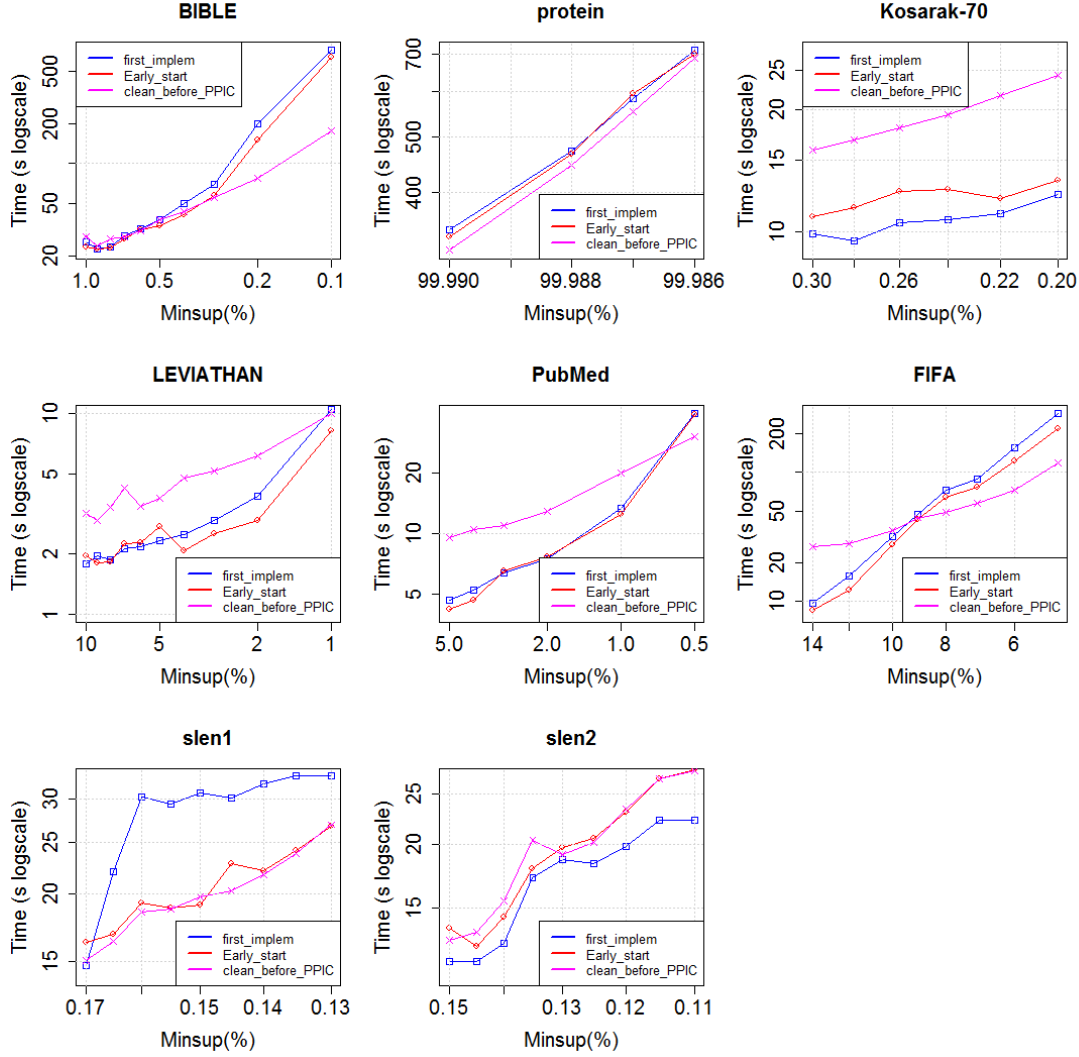 BIBLE
Time (s logscale)
500
200
50
20
first_implem
Early_start
clean_before_PPIC
1.0 0.5 0.2 0.1
Minsup(%)
protein
Time (s logscale)
700
500
400
first_implem
Early_start
clean_before_PPIC
99.990 99.988 99.986
Minsup(%)
Kosarak-70
Time (s logscale)
25
20
15
10
first_implem
Early_start
clean_before_PPIC
0.30 0.26 0.22 0.20
Minsup(%)
LEVIATHAN
Time (s logscale)
10
5
2
1
first_implem
Early_start
clean_before_PPIC
10 5 2 1
Minsup(%)
PubMed
Time (s logscale)
20
10
5
first_implem
Early_start
clean_before_PPIC
5.0 2.0 1.0 0.5
Minsup(%)
FIFA
Time (s logscale)
200
50
20
10
first_implem
Early_start
clean_before_PPIC
14 10 8 6
Minsup(%)
slen1
Time (s logscale)
30
25
20
15
first_implem
Early_start
clean_before_PPIC
0.17 0.15 0.14 0.13
Minsup(%)
slen2
Time (s logscale)
25
20
15
first_implem
Early_start
clean_before_PPIC
0.15 0.13 0.12 0.11
Minsup(%)